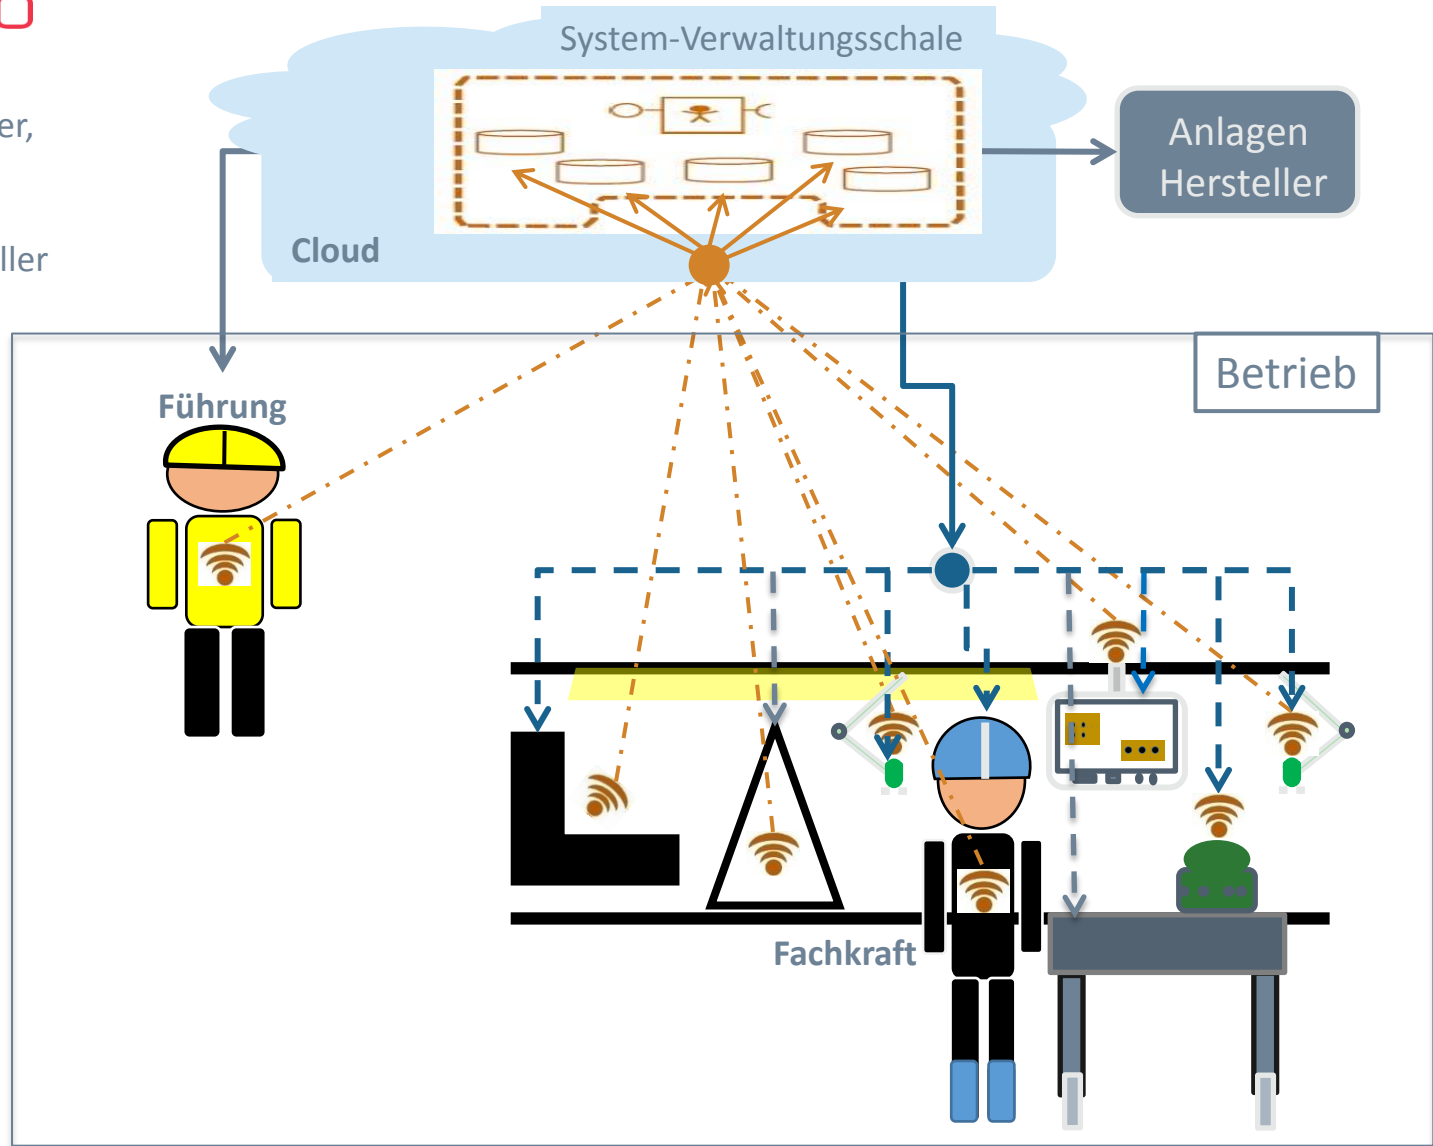 System-Verwaltungsschale
er,
Anlagen
Hersteller
Cloud
ller
Betrieb
Führung
Fachkraft